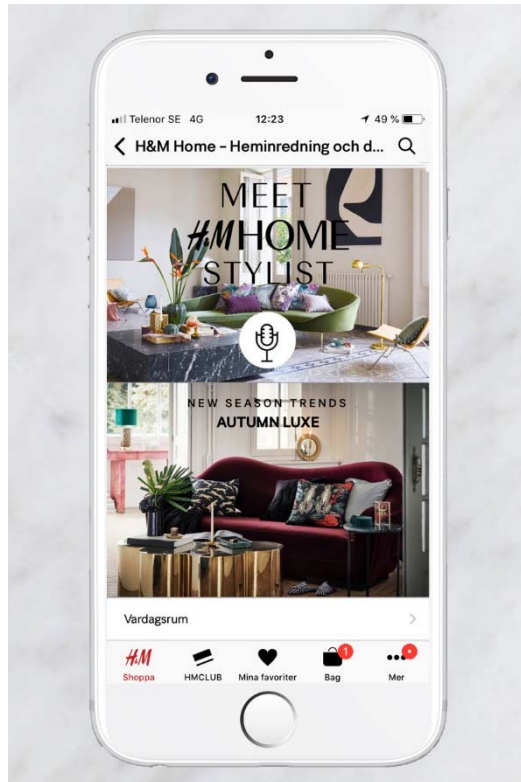 Telenor SE 4G 12:23 49 %
H&M Home – Heminredning och d...
MEET
H&M HOME
STYLIST
NEW SEASON TRENDS
AUTUMN LUXE
Vardagsrum
H&M
1
Shoppa HMCLUB Mina favoriter Bag Mer